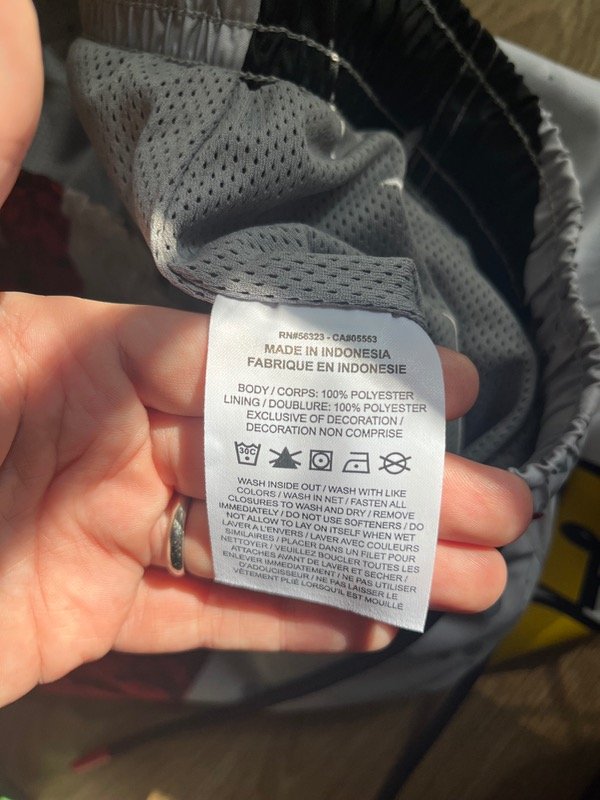 RN#56323 - CA#05553
MADE IN INDONESIA
FABRIQUE EN INDONESIE
BODY / CORPS: 100% POLYESTER
LINING / DOUBLURE: 100% POLYESTER
EXCLUSIVE OF DECORATION /
DECORATION NON COMPRISE
30C
WASH INSIDE OUT / WASH WITH LIKE
COLORS / WASH IN NET / FASTEN ALL
CLOSURES TO WASH AND DRY / REMOVE
IMMEDIATELY / DO NOT USE SOFTENERS / DO
NOT ALLOW TO LAY ON ITSELF WHEN WET
LAVER A L'ENVERS / LAVER AVEC COULEURS
SIMILAIRES / PLACER DANS UN FILET POUR
NETTOYER / VEUILLEZ BOUCLER TOUTES LES
ATTACHES AVANT DE LAVER ET SECHER /
ENLEVER IMMEDIATEMENT / NE PAS UTILISER
D'ADOUCISSEUR / NE PAS LAISSER LE
VÊTEMENT PLIÉ LORSQU'IL EST MOUILLÉ